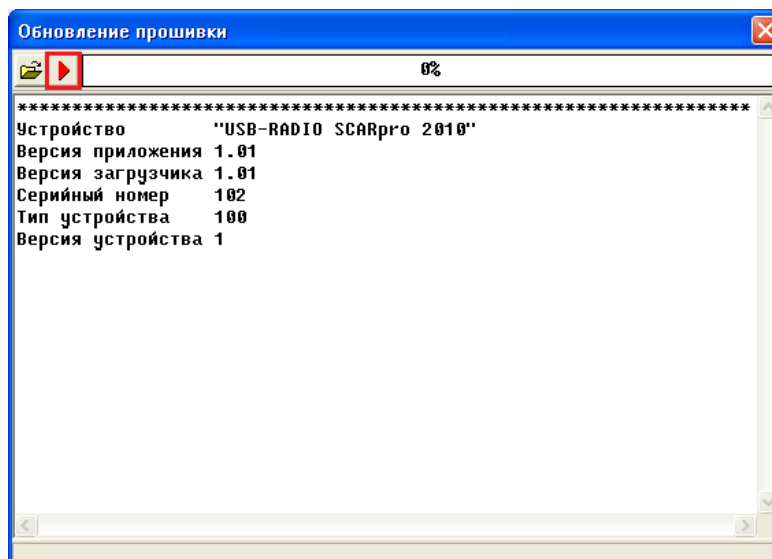 Обновление прошивки
0%
********************************************************************
Устройство "USB-RADIO SCARpro 2010"
Версия приложения 1.01
Версия загрузчика 1.01
Серийный номер 102
Тип устройства 100
Версия устройства 1